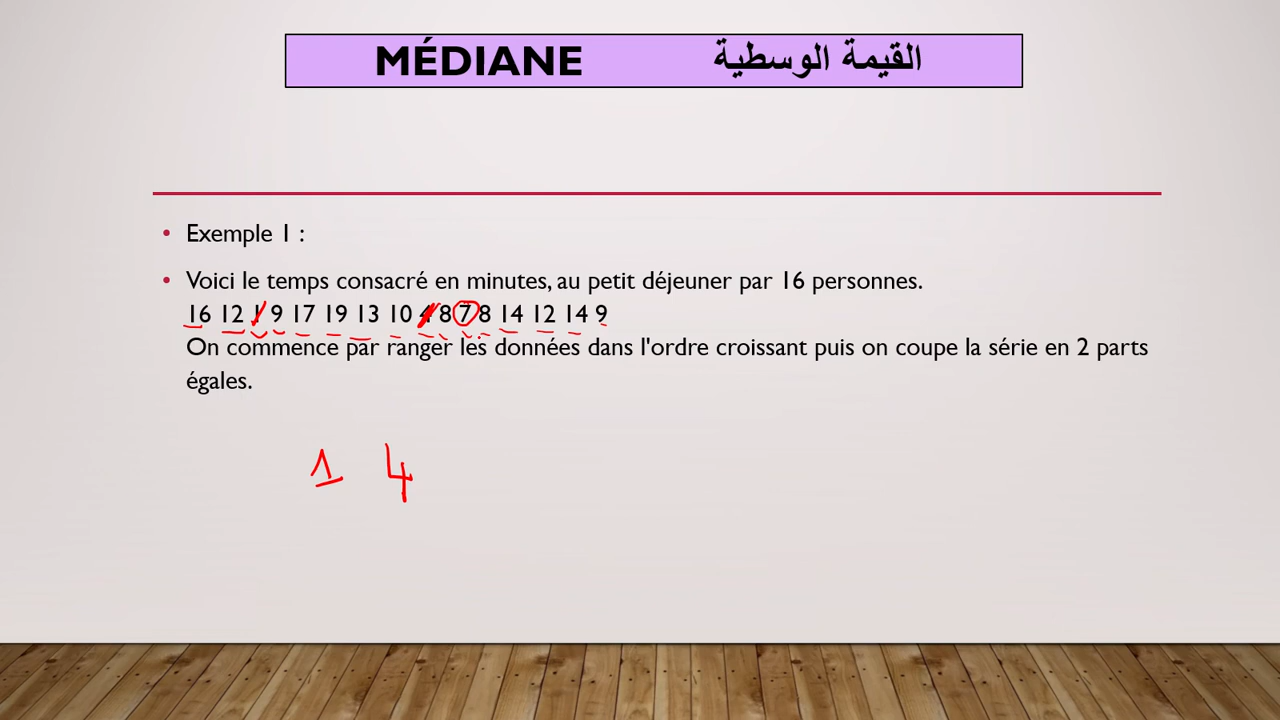 MÉDIANE القيمة الوسطية
• Exemple 1 :
• Voici le temps consacré en minutes, au petit déjeuner par 16 personnes.
16 12 1 9 17 19 13 10 4 8 7 8 14 12 14 9
On commence par ranger les données dans l'ordre croissant puis on coupe la série en 2 parts
égales.
1 4